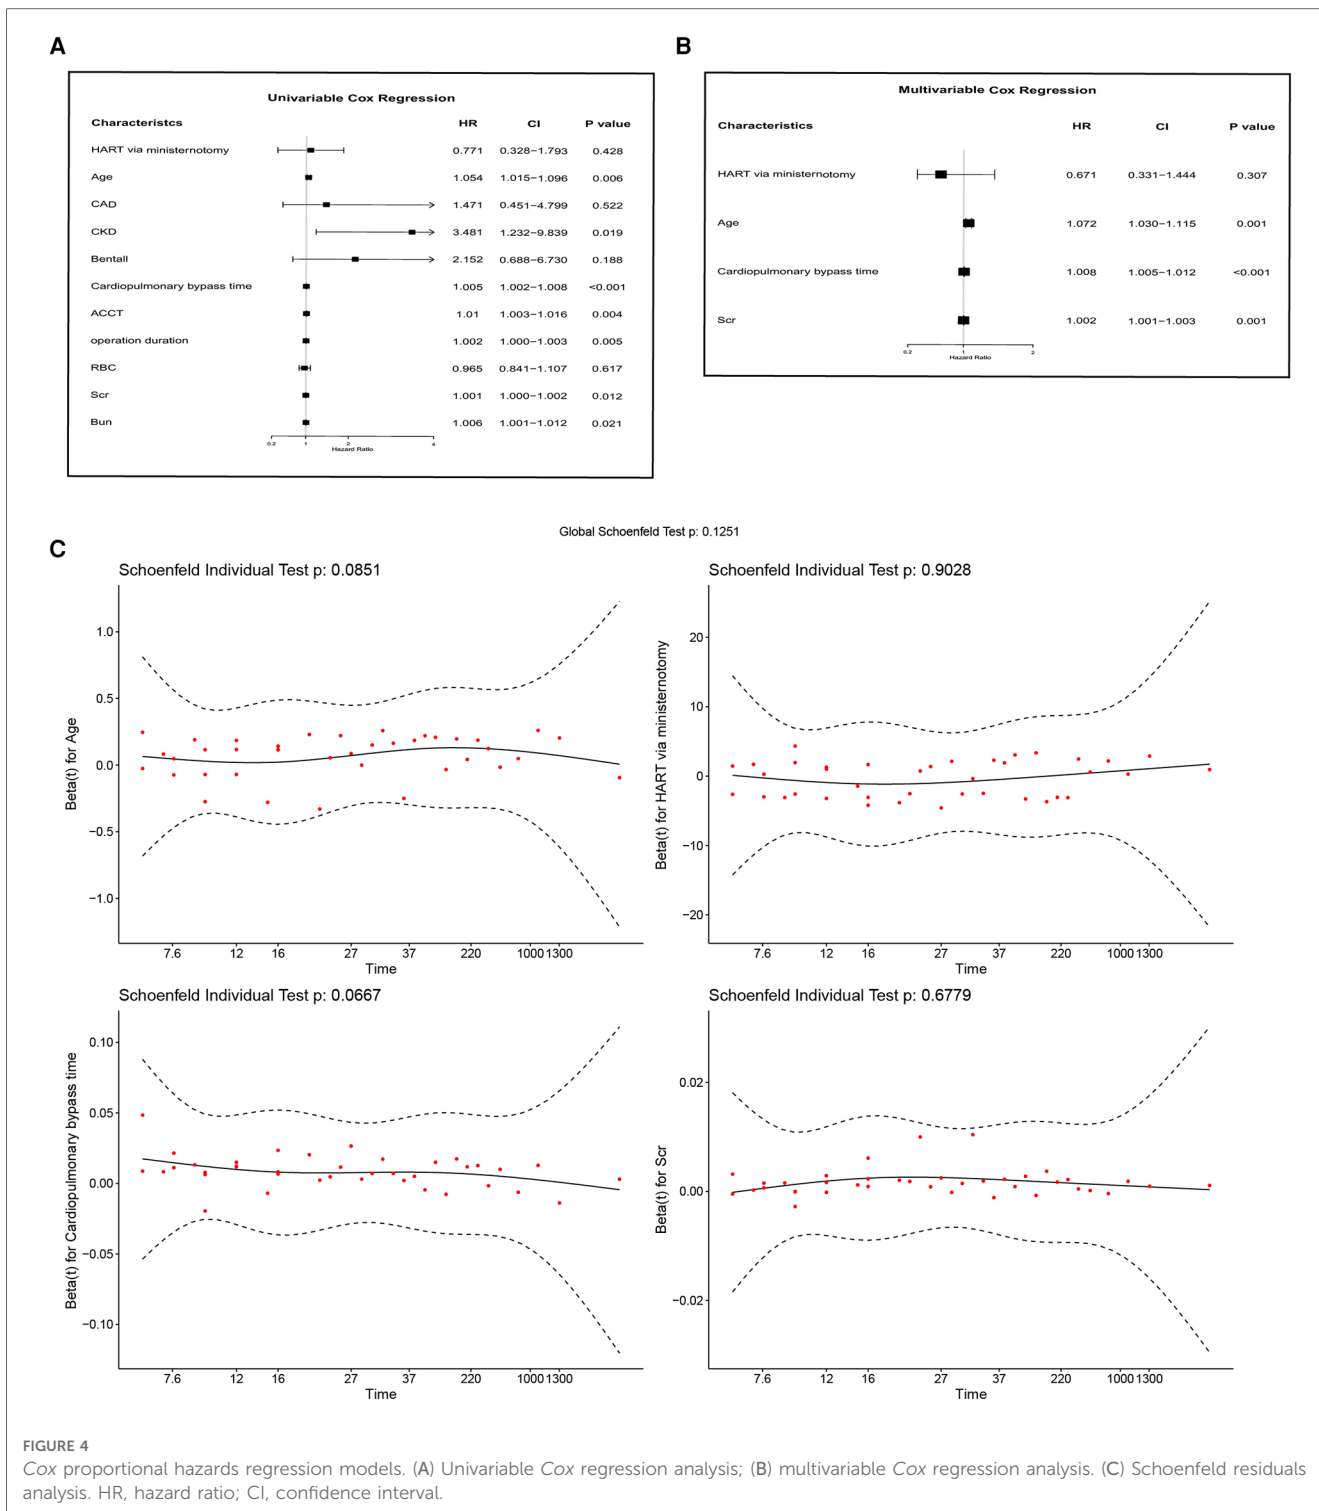 A
Univariable Cox Regression
Characteristcs HR CI P value
HART via ministernotomy 0.771 0.328−1.793 0.428
Age 1.054 1.015−1.096 0.006
CAD 1.471 0.451−4.799 0.522
CKD 3.481 1.232−9.839 0.019
Bentall 2.152 0.688−6.730 0.188
Cardiopulmonary bypass time 1.005 1.002−1.008 <0.001
ACCT 1.01 1.003−1.016 0.004
operation duration 1.002 1.000−1.003 0.005
RBC 0.965 0.841−1.107 0.617
Scr 1.001 1.000−1.002 0.012
Bun 1.006 1.001−1.012 0.021
0.2 1 2 4
Hazard Ratio
B
Multivariable Cox Regression
Characteristics HR CI P value
HART via ministernotomy 0.671 0.331−1.444 0.307
Age 1.072 1.030−1.115 0.001
Cardiopulmonary bypass time 1.008 1.005−1.012 <0.001
Scr 1.002 1.001−1.003 0.001
0.2 1 2
Hazard Ratio
C
Global Schoenfeld Test p: 0.1251
Schoenfeld Individual Test p: 0.0851
Beta(t) for Age
1.0
0.5
0.0
−0.5
−1.0
7.6 12 16 27 37 220 1000 1300
Time
Schoenfeld Individual Test p: 0.9028
Beta(t) for HART via ministernotomy
20
10
0
−10
−20
7.6 12 16 27 37 220 1000 1300
Time
Schoenfeld Individual Test p: 0.0667
Beta(t) for Cardiopulmonary bypass time
0.10
0.05
0.00
−0.05
−0.10
7.6 12 16 27 37 220 1000 1300
Time
Schoenfeld Individual Test p: 0.6779
Beta(t) for Scr
0.02
0.00
−0.02
7.6 12 16 27 37 220 1000 1300
Time
FIGURE 4
Cox proportional hazards regression models. (A) Univariable Cox regression analysis; (B) multivariable Cox regression analysis. (C) Schoenfeld residuals
analysis. HR, hazard ratio; CI, confidence interval.